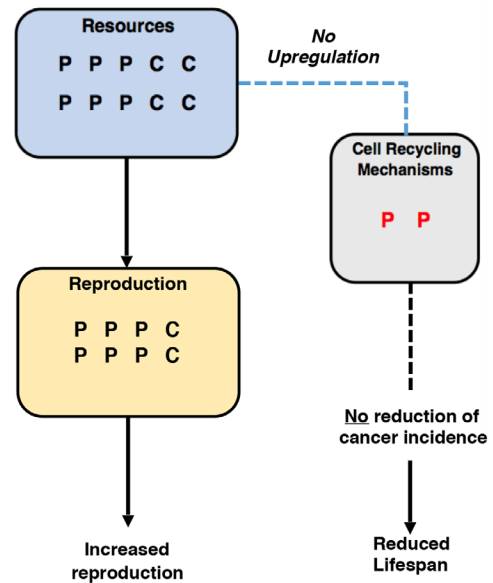 Resources
P P P C C
P P P C C
No
Upregulation
Cell Recycling
Mechanisms
P P
Reproduction
P P P C
P P P C
No reduction of
cancer incidence
Increased
reproduction
Reduced
Lifespan